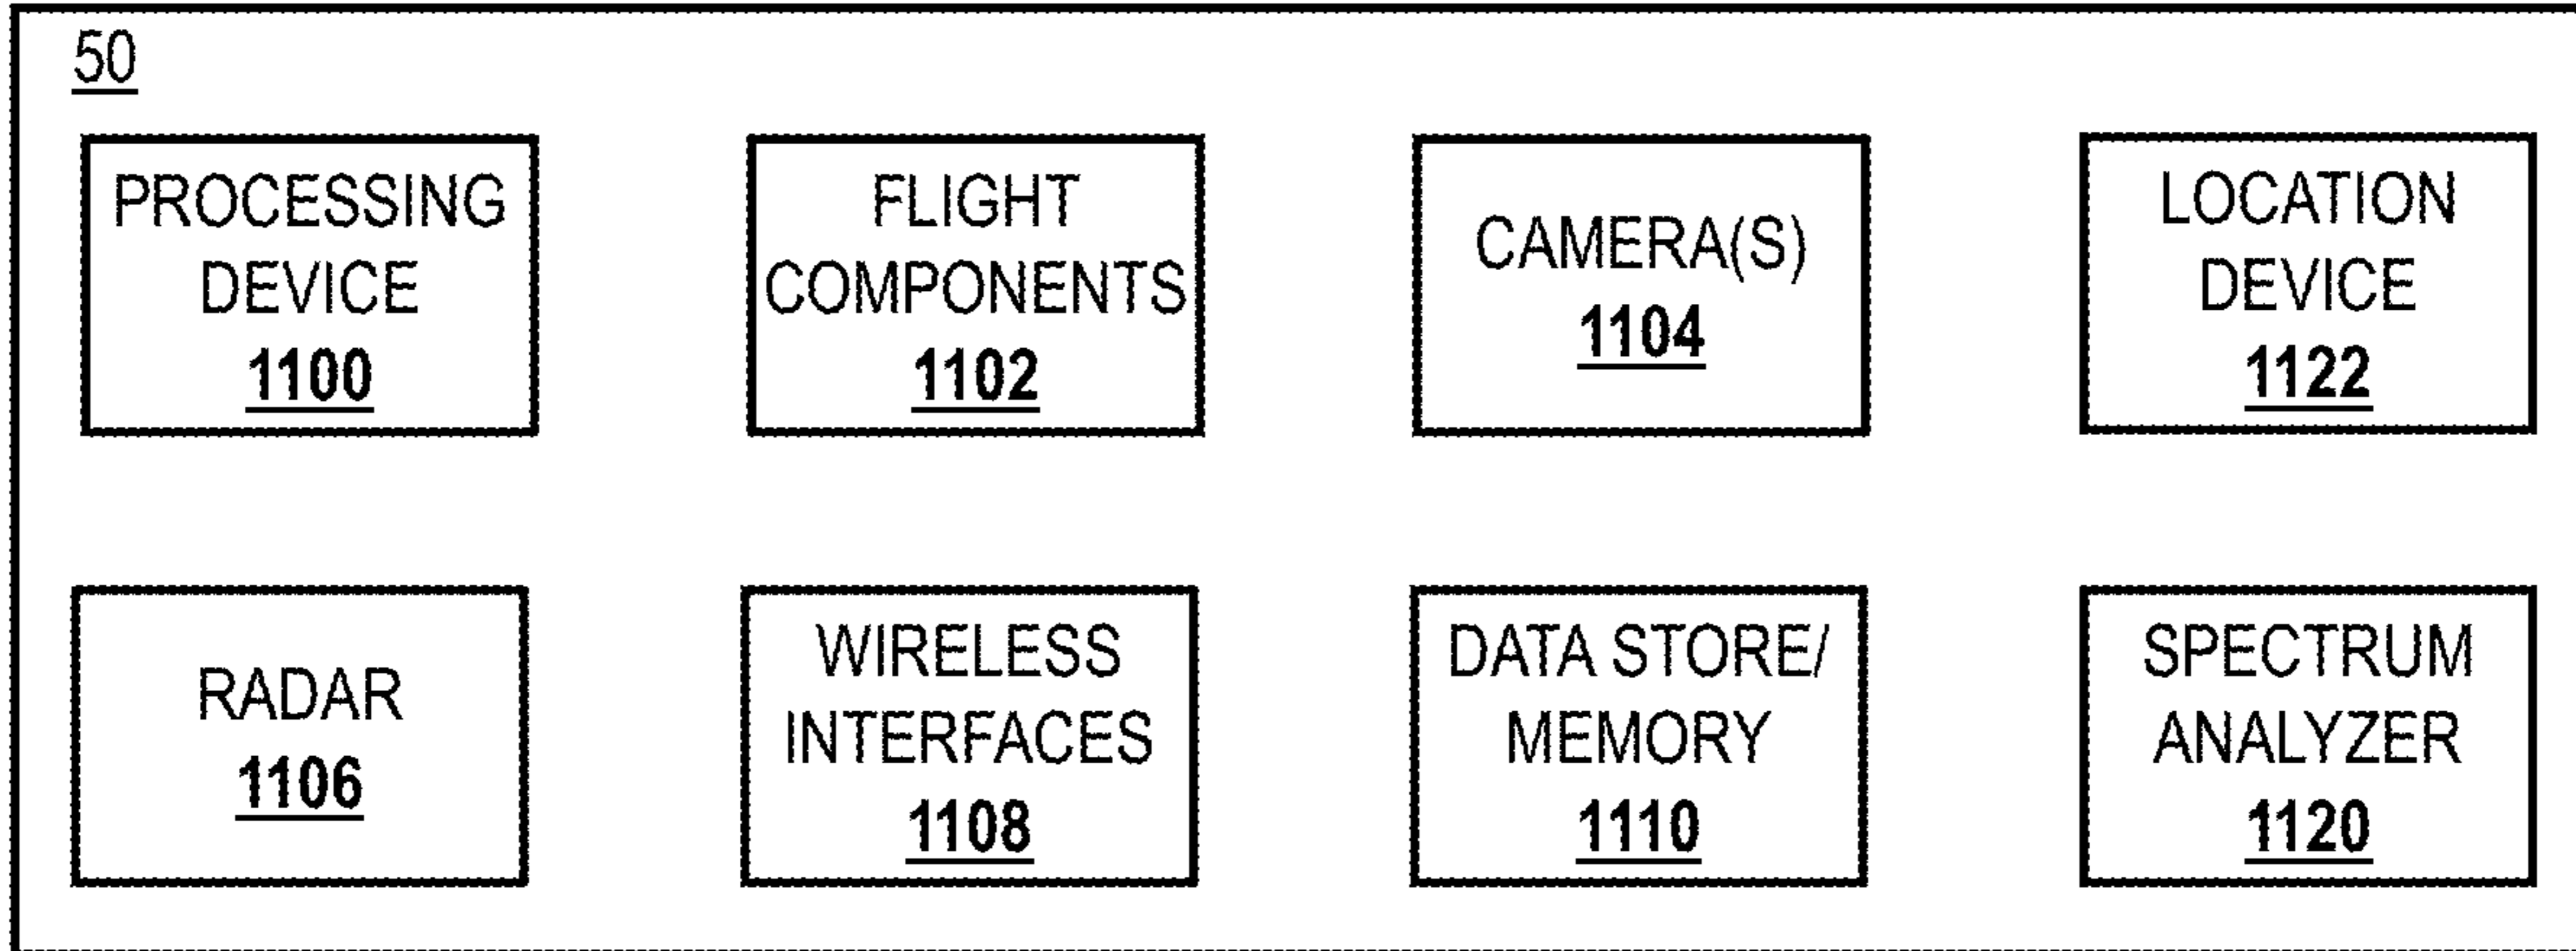 50
PROCESSING
DEVICE
1100
FLIGHT
COMPONENTS
1102
CAMERA(S)
1104
LOCATION
DEVICE
1122
RADAR
1106
WIRELESS
INTERFACES
1108
DATA STORE/
MEMORY
1110
SPECTRUM
ANALYZER
1120